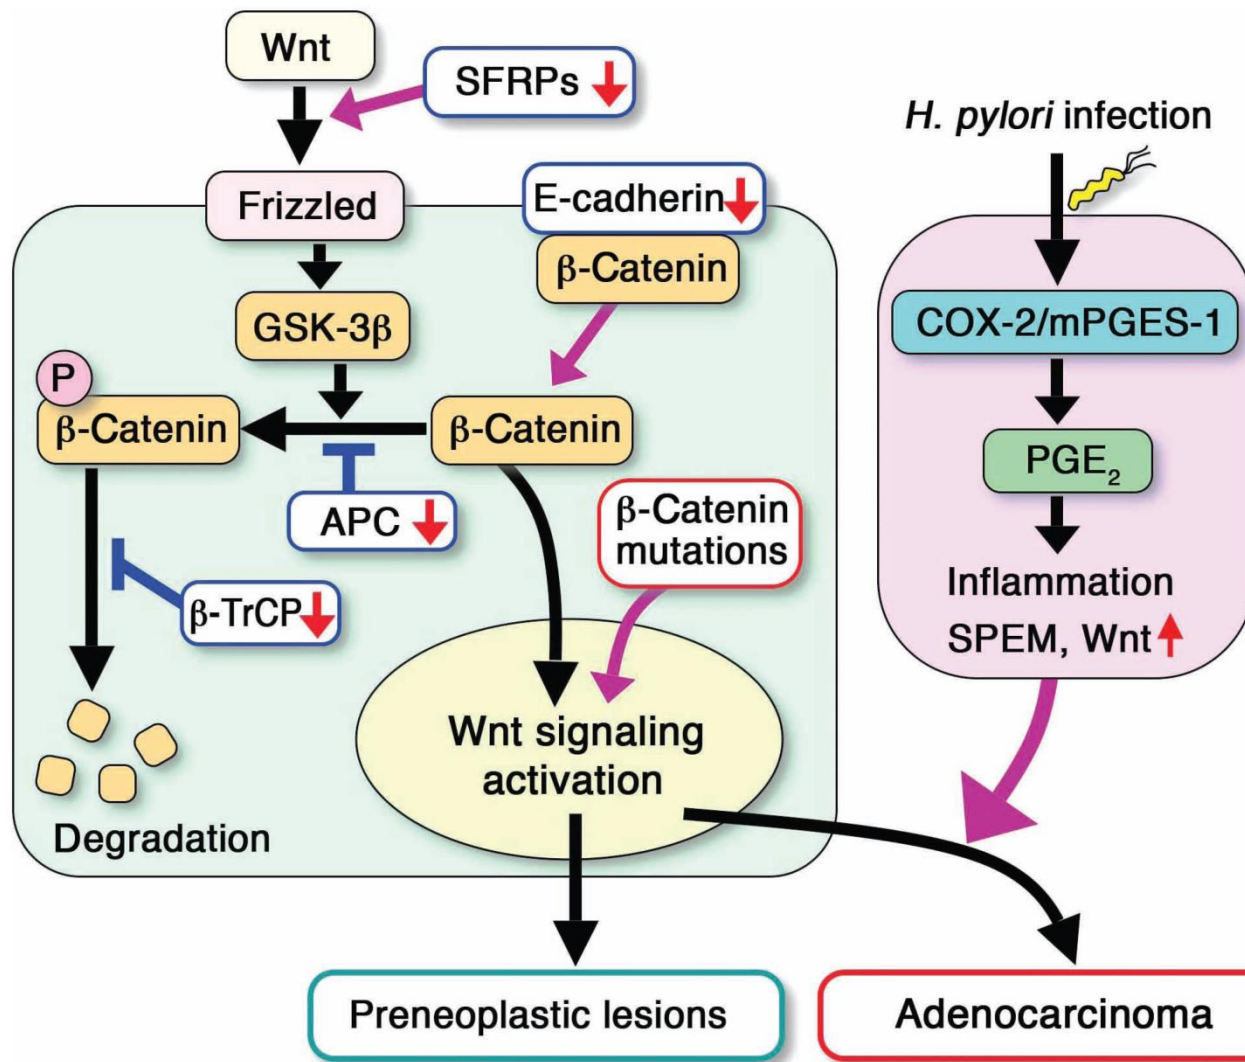 Wnt
SFRPs
H. pylori infection
Frizzled
E-cadherin
β-Catenin
GSK-3β
COX-2/mPGES-1
P
β-Catenin
β-Catenin
PGE₂
APC
β-Catenin
mutations
β-TrCP
Inflammation
SPEM, Wnt
Wnt signaling
activation
Degradation
Preneoplastic lesions
Adenocarcinoma